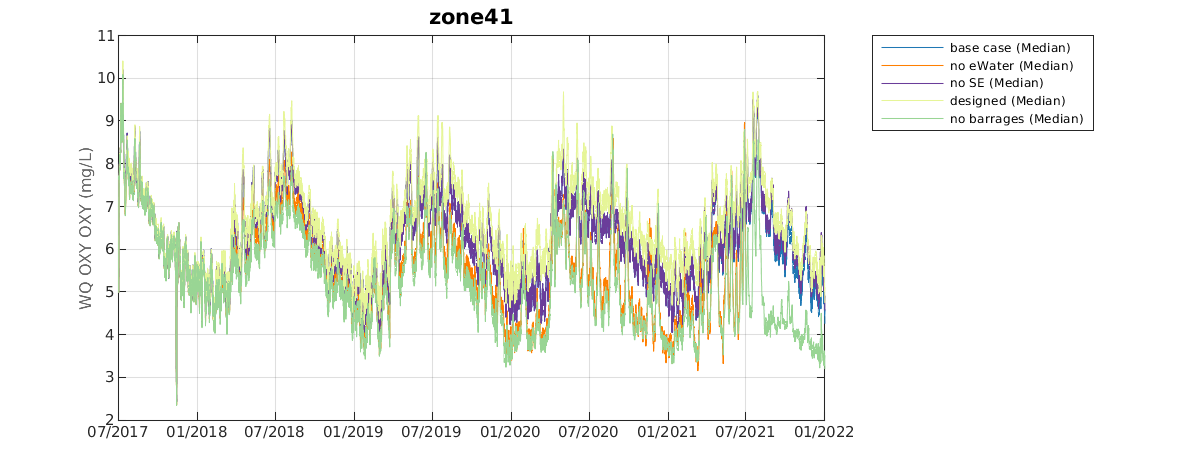 zone41
WQ OXY OXY (mg/L)
11
10
9
8
7
6
5
4
3
2
07/2017 01/2018 07/2018 01/2019 07/2019 01/2020 07/2020 01/2021 07/2021 01/2022
base case (Median)
no eWater (Median)
no SE (Median)
designed (Median)
no barrages (Median)